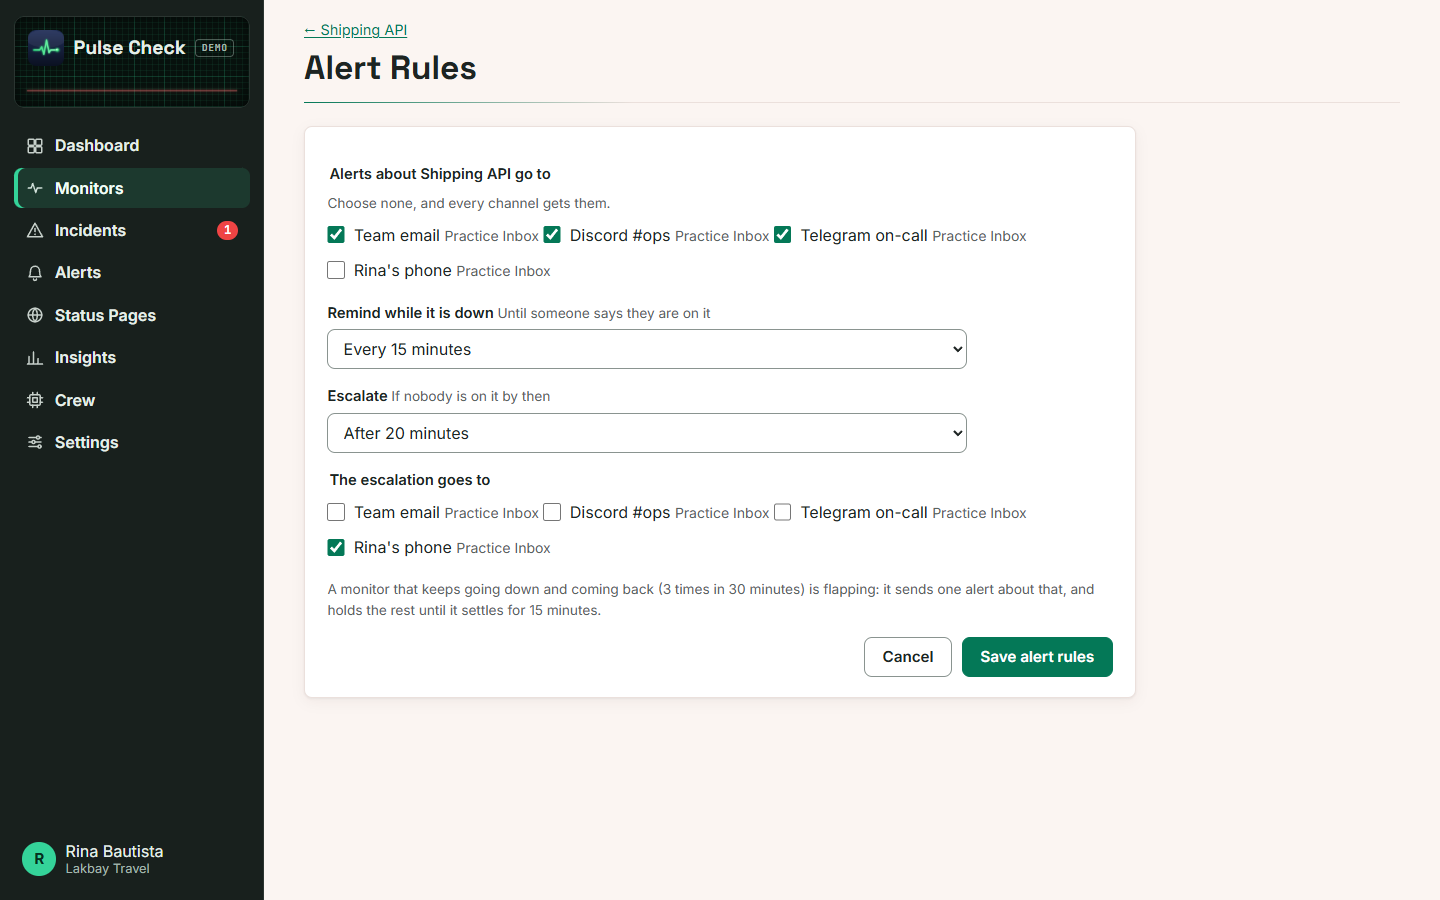 Pulse Check DEMO
Dashboard
Monitors
Incidents 1
Alerts
Status Pages
Insights
Crew
Settings
R
Rina Bautista
Lakbay Travel
← Shipping API
Alert Rules
Alerts about Shipping API go to
Choose none, and every channel gets them.
Team email Practice Inbox Discord #ops Practice Inbox Telegram on-call Practice Inbox
Rina's phone Practice Inbox
Remind while it is down Until someone says they are on it
Every 15 minutes
Escalate If nobody is on it by then
After 20 minutes
The escalation goes to
Team email Practice Inbox Discord #ops Practice Inbox Telegram on-call Practice Inbox
Rina's phone Practice Inbox
A monitor that keeps going down and coming back (3 times in 30 minutes) is flapping: it sends one alert about that, and
holds the rest until it settles for 15 minutes.
Cancel Save alert rules